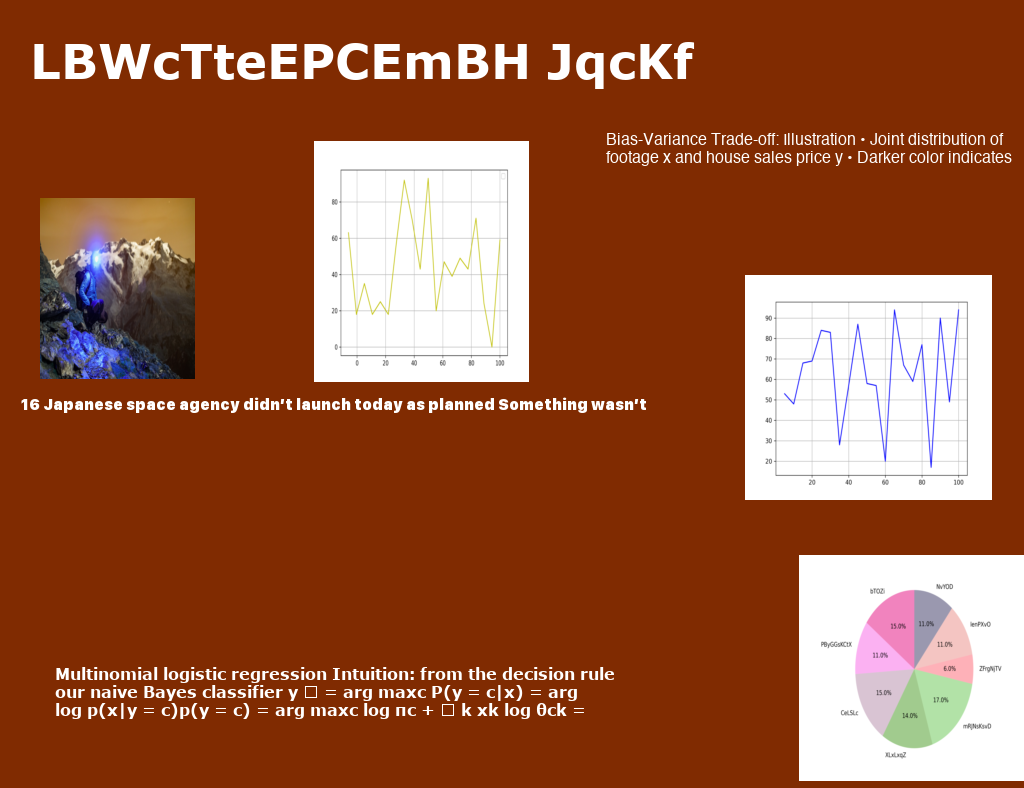 LBWcTteEPCEmBH JqcKf
Bias-Variance Trade-off: Illustration • Joint distribution of
footage x and house sales price y • Darker color indicates
80
60
40
20
0
0 20 40 60 80 100
16 Japanese space agency didn't launch today as planned Something wasn't
90
80
70
60
50
40
30
20
20 40 60 80 100
Multinomial logistic regression Intuition: from the decision rule
our naive Bayes classifier y □ = arg maxc P(y = c|x) = arg
log p(x|y = c)p(y = c) = arg maxc log πc + □ k xk log θck =
NvYOD
bTOZi
15.0%
11.0%
IenPXvO
11.0%
PByGGsKCtX
11.0%
6.0%
ZFrgNjTV
15.0%
17.0%
CeLSLc
14.0%
mRjNsKsvD
XLxLxqZ